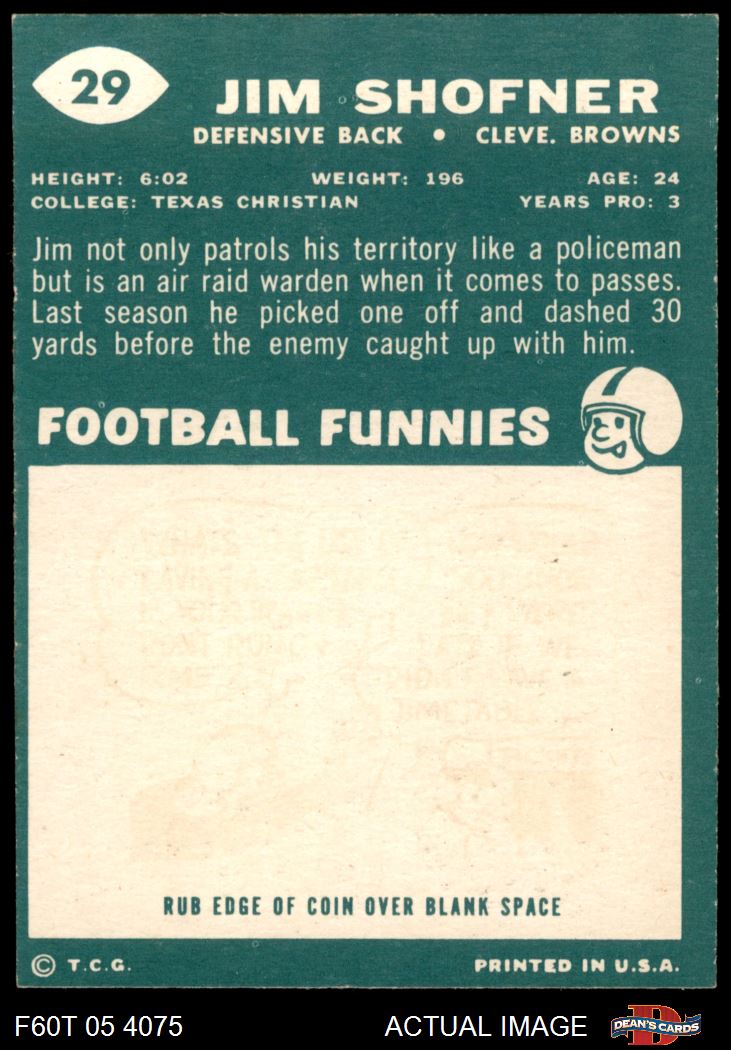 29
JIM SHOFNER
DEFENSIVE BACK • CLEVE. BROWNS
HEIGHT: 6:02 WEIGHT: 196 AGE: 24
COLLEGE: TEXAS CHRISTIAN YEARS PRO: 3
Jim not only patrols his territory like a policeman
but is an air raid warden when it comes to passes.
Last season he picked one off and dashed 30
yards before the enemy caught up with him.
FOOTBALL FUNNIES
RUB EDGE OF COIN OVER BLANK SPACE
© T.C.G. PRINTED IN U.S.A.
F60T 05 4075 ACTUAL IMAGE DEAN'S CARDS